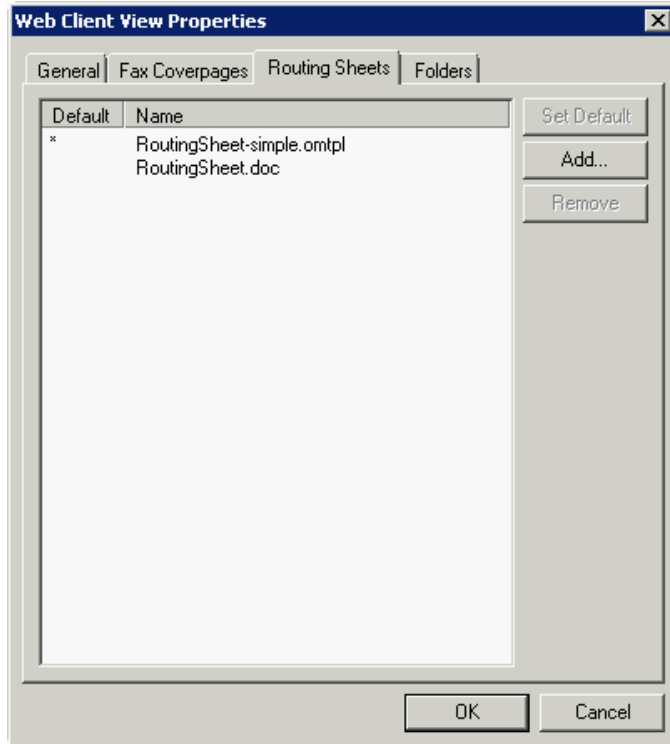 Web Client View Properties
General Fax Coverpages Routing Sheets Folders
Default Name Set Default
* RoutingSheet-simple.omtpl
RoutingSheet.doc Add...
Remove
OK Cancel